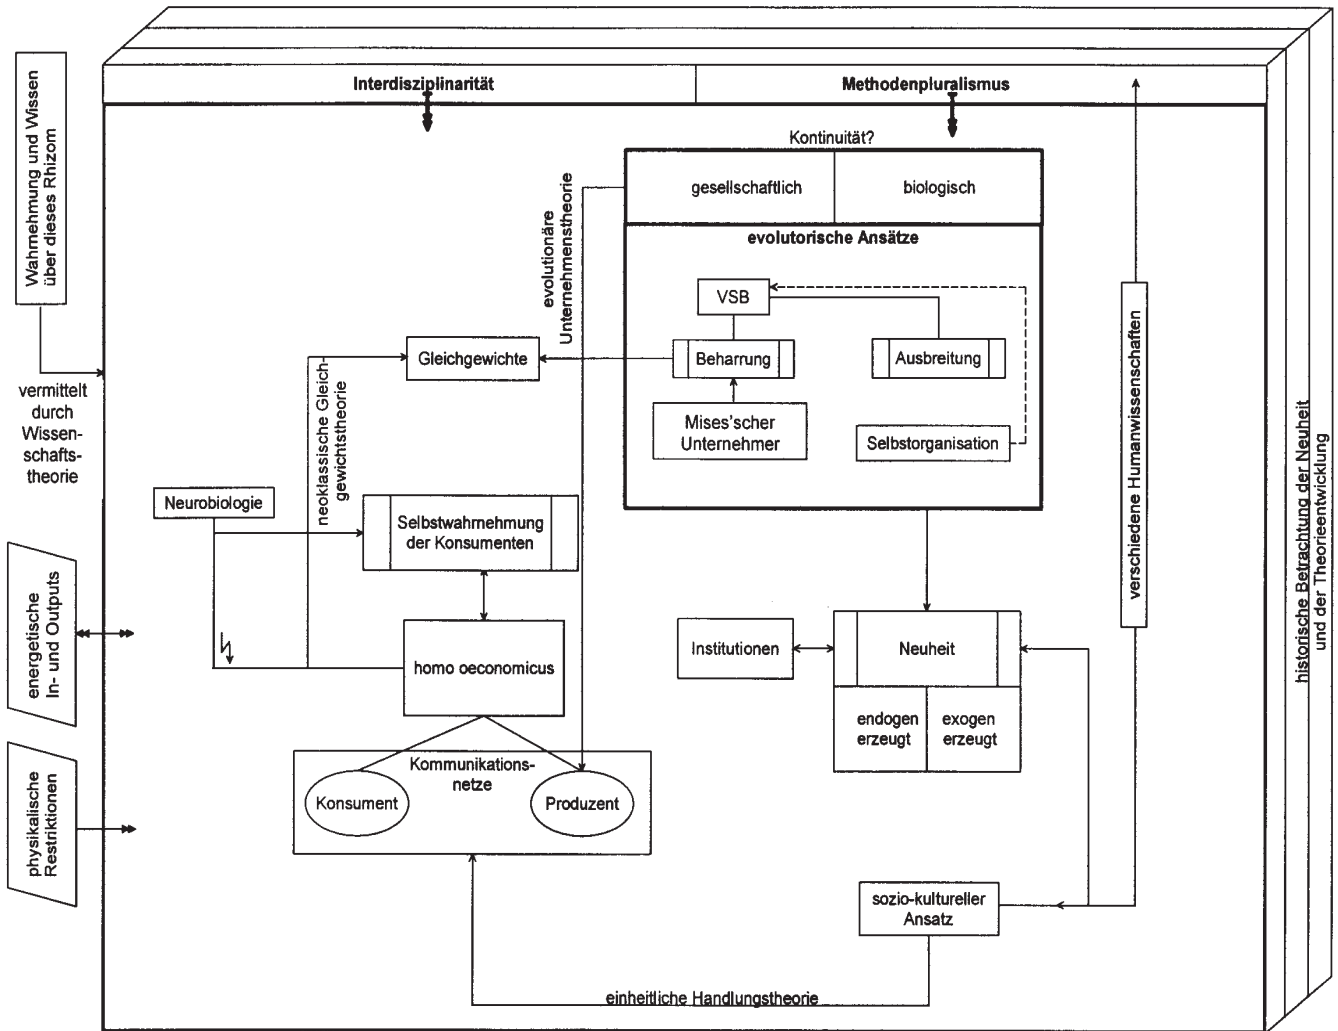 Interdisziplinarität
Methodenpluralismus
Wahrnehmung und Wissen
über dieses Rhizom
vermittelt
durch
Wissen-
schafts-
theorie
energetische
In- und Outputs
physikalische
Restriktionen
Kontinuität?
gesellschaftlich
biologisch
evolutorische Ansätze
VSB
Beharrung
Ausbreitung
Mises'scher
Unternehmer
Selbstorganisation
evolutionäre
Unternehmenstheorie
Gleichgewichte
neoklassische Gleich-
gewichtstheorie
Neurobiologie
Selbstwahrnehmung
der Konsumenten
homo oeconomicus
Kommunikations-
netze
Konsument
Produzent
Institutionen
Neuheit
endogen
erzeugt
exogen
erzeugt
sozio-kultureller
Ansatz
einheitliche Handlungstheorie
verschiedene Humanwissenschaften
historische Betrachtung der Neuheit
und der Theorieentwicklung